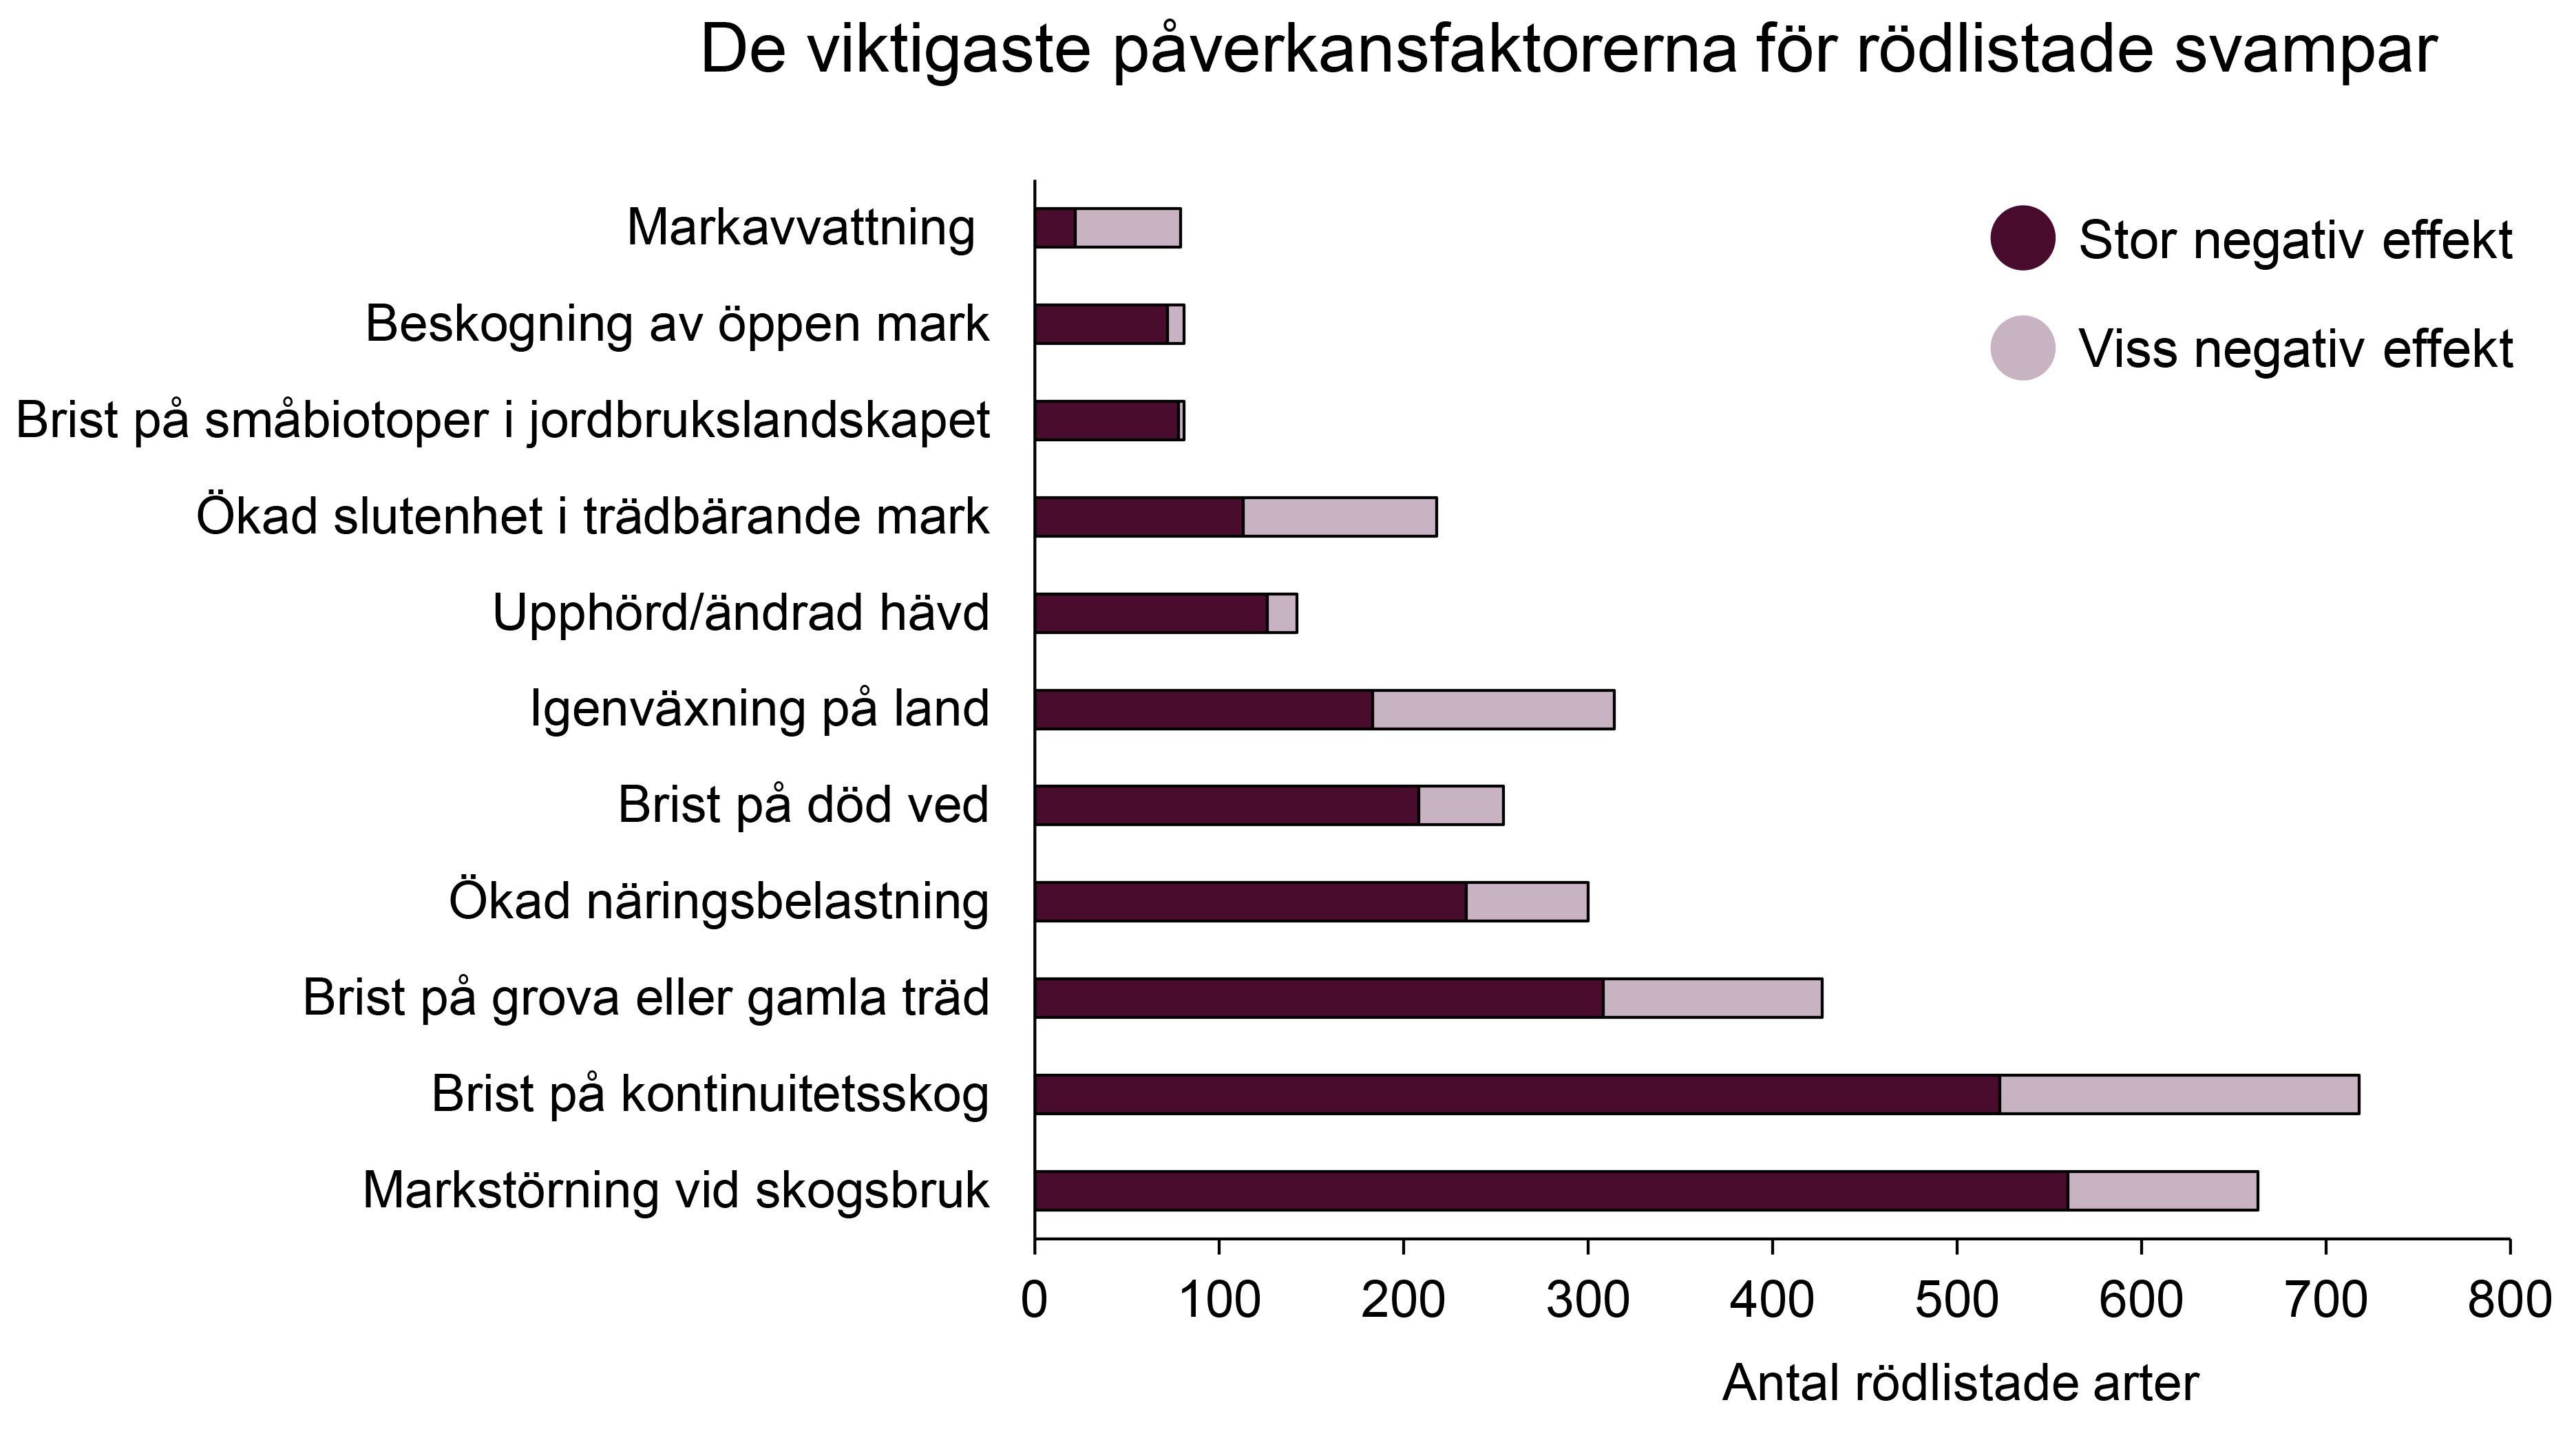 De viktigaste påverkansfaktorerna för rödlistade svampar
Stor negativ effekt
Viss negativ effekt
Markavvattning
Beskogning av öppen mark
Brist på småbiotoper i jordbrukslandskapet
Ökad slutenhet i trädbärande mark
Upphörd/ändrad hävd
Igenväxning på land
Brist på död ved
Ökad näringsbelastning
Brist på grova eller gamla träd
Brist på kontinuitetsskog
Markstörning vid skogsbruk
0 100 200 300 400 500 600 700 800
Antal rödlistade arter